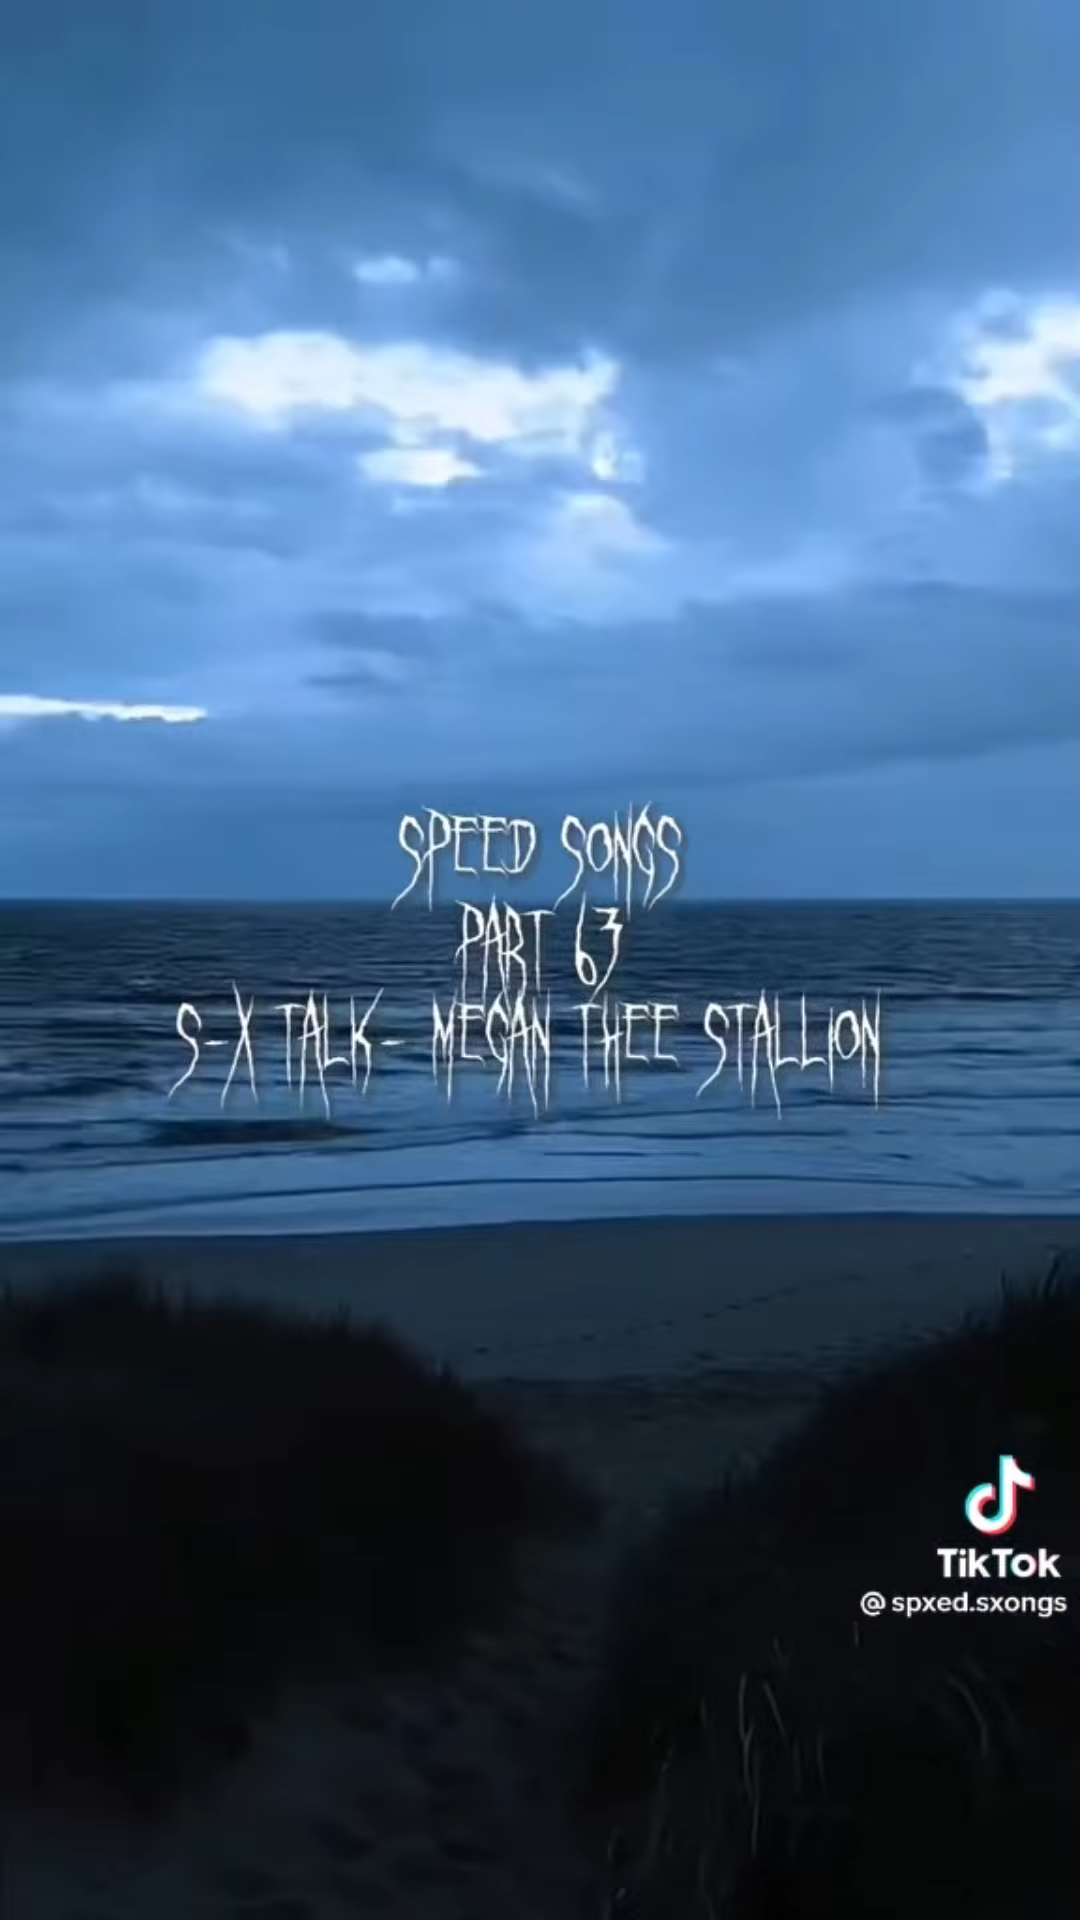 SPEED SONGS
PART 63
S-X TALK- MEGAN THEE STALLION
TikTok
@spxed.sxongs